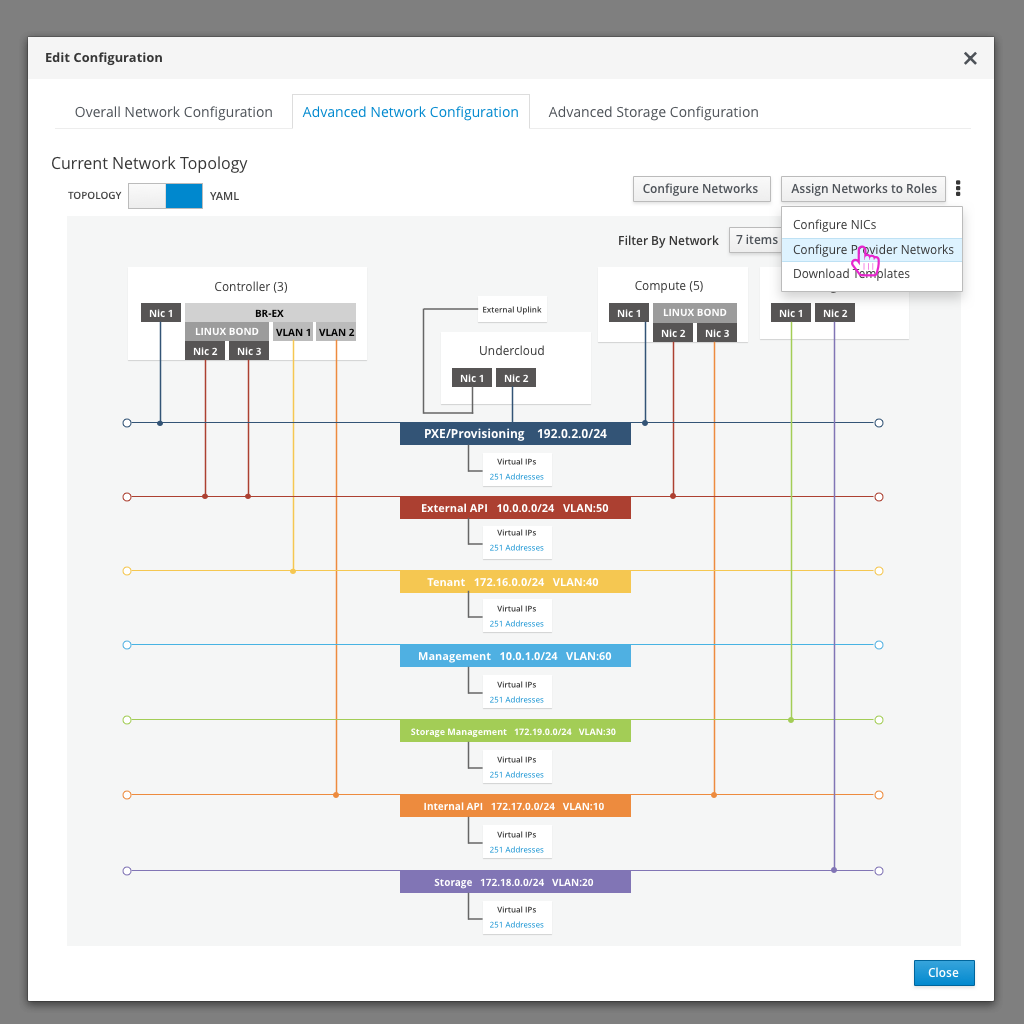 Edit Configuration
Overall Network Configuration
Advanced Network Configuration
Advanced Storage Configuration
Current Network Topology
TOPOLOGY
YAML
Configure Networks
Assign Networks to Roles
Configure NICs
Configure Provider Networks
Download Templates
Filer By Network
7 items
Controller (3)
Nic 1
BR-EX
LINUX BOND
VLAN 1
VLAN 2
Nic 2
Nic 3
External Uplink
Undercloud
Nic 1
Nic 2
Compute (5)
Nic 1
LINUX BOND
Nic 2
Nic 3
Nic 1
Nic 2
PXE/Provisioning 192.0.2.0/24
Virtual IPs
251 Addresses
External API 10.0.0.0/24 VLAN:50
Virtual IPs
251 Addresses
Tenant 172.16.0.0/24 VLAN:40
Virtual IPs
251 Addresses
Management 10.0.1.0/24 VLAN:60
Virtual IPs
251 Addresses
Storage Management 172.19.0.0/24 VLAN:30
Virtual IPs
251 Addresses
Internal API 172.17.0.0/24 VLAN:10
Virtual IPs
251 Addresses
Storage 172.18.0.0/24 VLAN:20
Virtual IPs
251 Addresses
Close